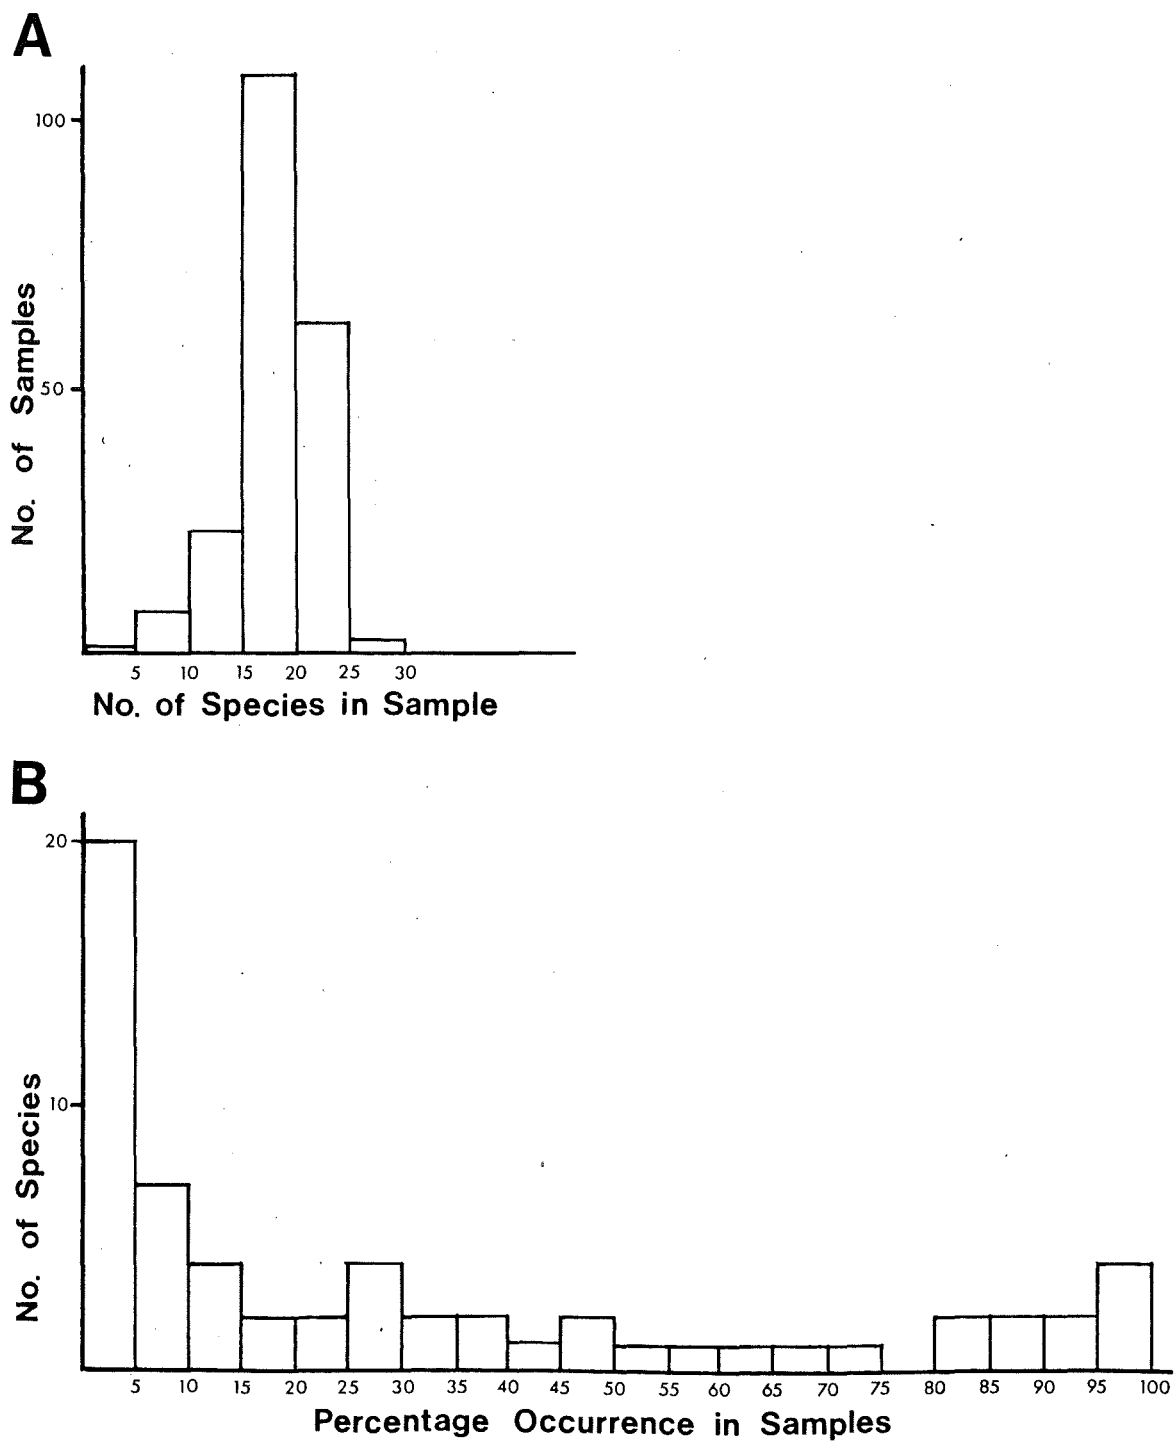 A
100
50
No. of Samples
5 10 15 20 25 30
No. of Species in Sample
B
20
10
No. of Species
5 10 15 20 25 30 35 40 45 50 55 60 65 70 75 80 85 90 95 100
Percentage Occurrence in Samples